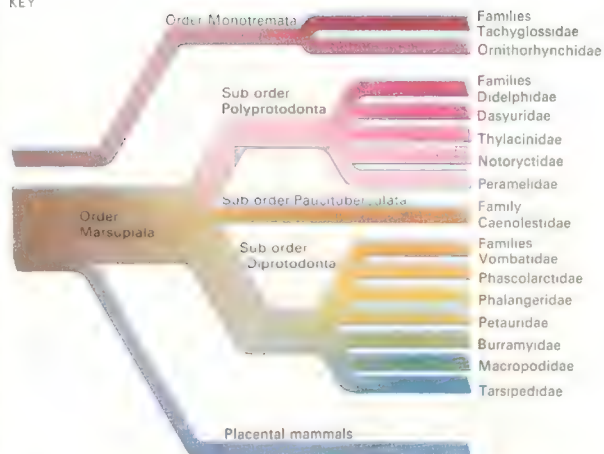 KEY
Order Monotremata
Families
Tachyglossidae
Ornithorhynchidae
Sub order
Polyprotodonta
Families
Didelphidae
Dasyuridae
Thylacinidae
Notoryctidae
Peramelidae
Sub order Paucituberculata
Family
Caenolestidae
Order
Marsupiala
Sub order
Diprotodonta
Families
Vombatidae
Phascolarctidae
Phalangeridae
Petauridae
Burramyidae
Macropodidae
Tarsipedidae
Placental mammals